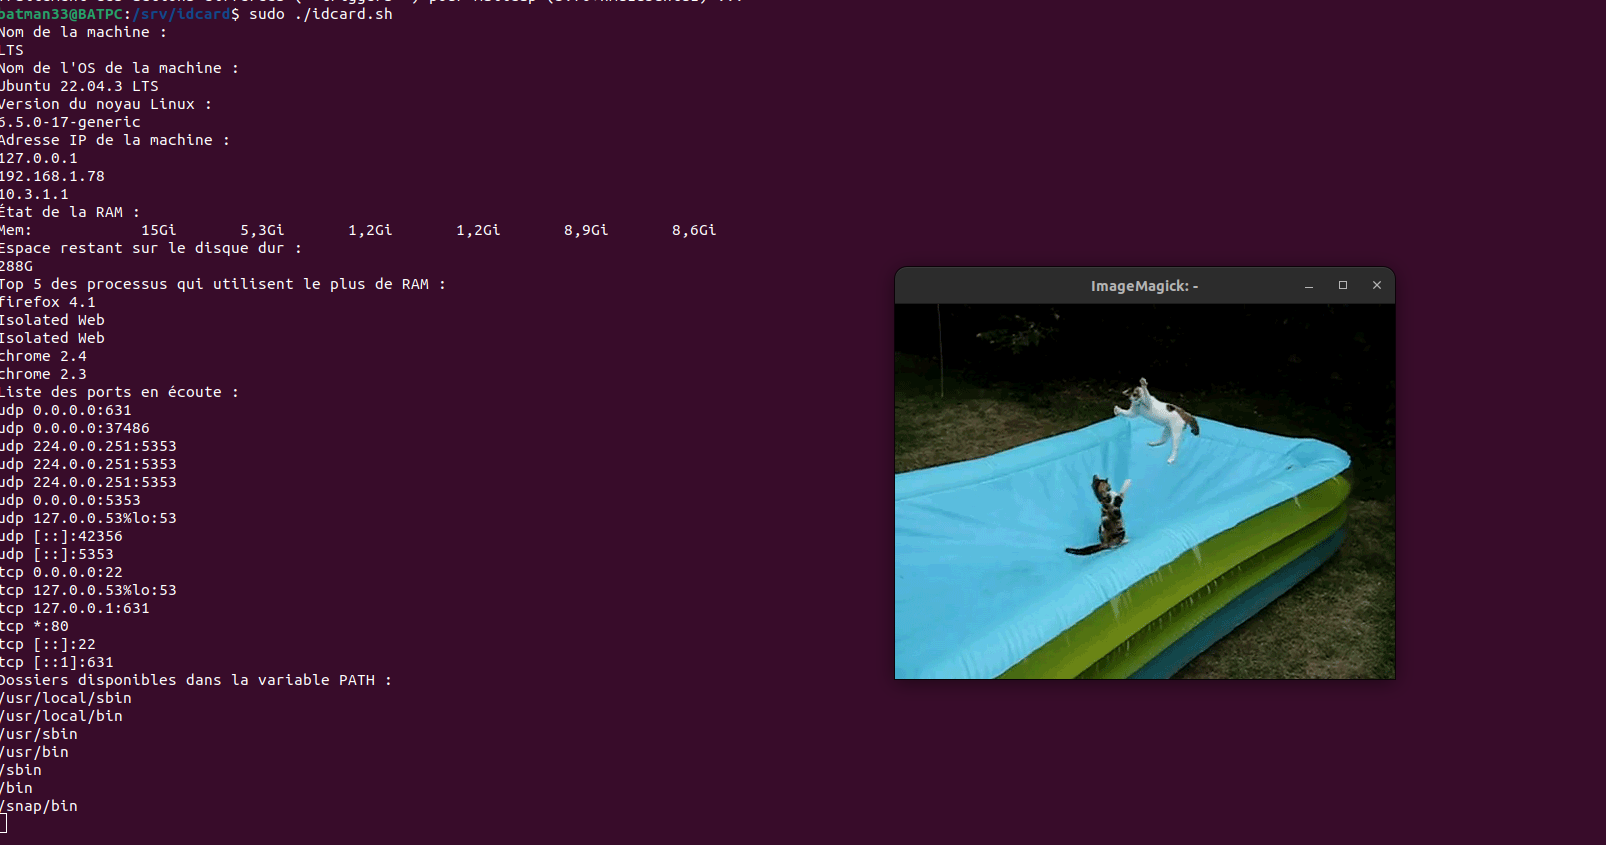 batman33@BATPC:/srv/idcard$ sudo ./idcard.sh
Nom de la machine :
LTS
Nom de l'OS de la machine :
Ubuntu 22.04.3 LTS
Version du noyau Linux :
6.5.0-17-generic
Adresse IP de la machine :
127.0.0.1
192.168.1.78
10.3.1.1
État de la RAM :
Mem: 15Gi 5,3Gi 1,2Gi 1,2Gi 8,9Gi 8,6Gi
Espace restant sur le disque dur :
288G
Top 5 des processus qui utilisent le plus de RAM :
firefox 4.1
Isolated Web
Isolated Web
chrome 2.4
chrome 2.3
Liste des ports en écoute :
udp 0.0.0.0:631
udp 0.0.0.0:37486
udp 224.0.0.251:5353
udp 224.0.0.251:5353
udp 224.0.0.251:5353
udp 0.0.0.0:5353
udp 127.0.0.53%lo:53
udp [::]:42356
udp [::]:5353
tcp 0.0.0.0:22
tcp 127.0.0.53%lo:53
tcp 127.0.0.1:631
tcp *:80
tcp [::]:22
tcp [::1]:631
Dossiers disponibles dans la variable PATH :
/usr/local/sbin
/usr/local/bin
/usr/sbin
/usr/bin
/sbin
/bin
/snap/bin
ImageMagick: -